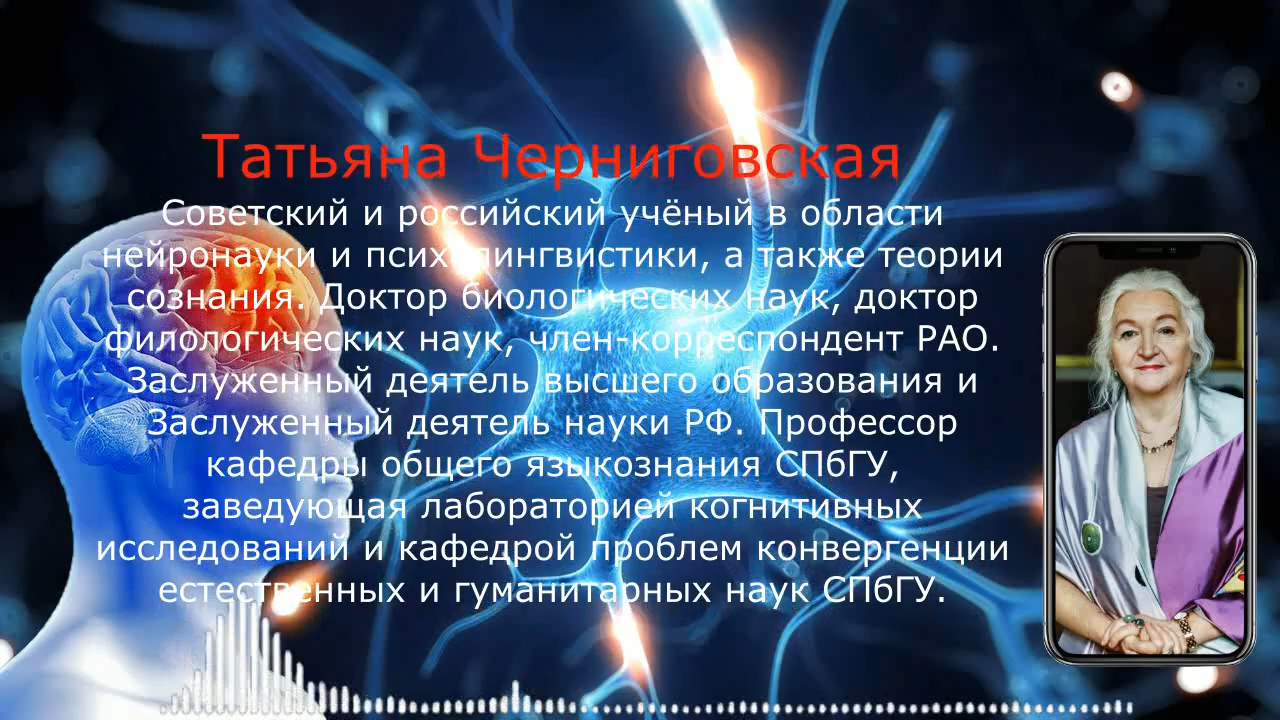 Татьяна Черниговская
Советский и российский учёный в области
нейронауки и психолингвистики, а также теории
сознания. Доктор биологических наук, доктор
филологических наук, член-корреспондент РАО.
Заслуженный деятель высшего образования и
Заслуженный деятель науки РФ. Профессор
кафедры общего языкознания СПбГУ,
заведующая лабораторией когнитивных
исследований и кафедрой проблем конвергенции
естественных и гуманитарных наук СПбГУ.